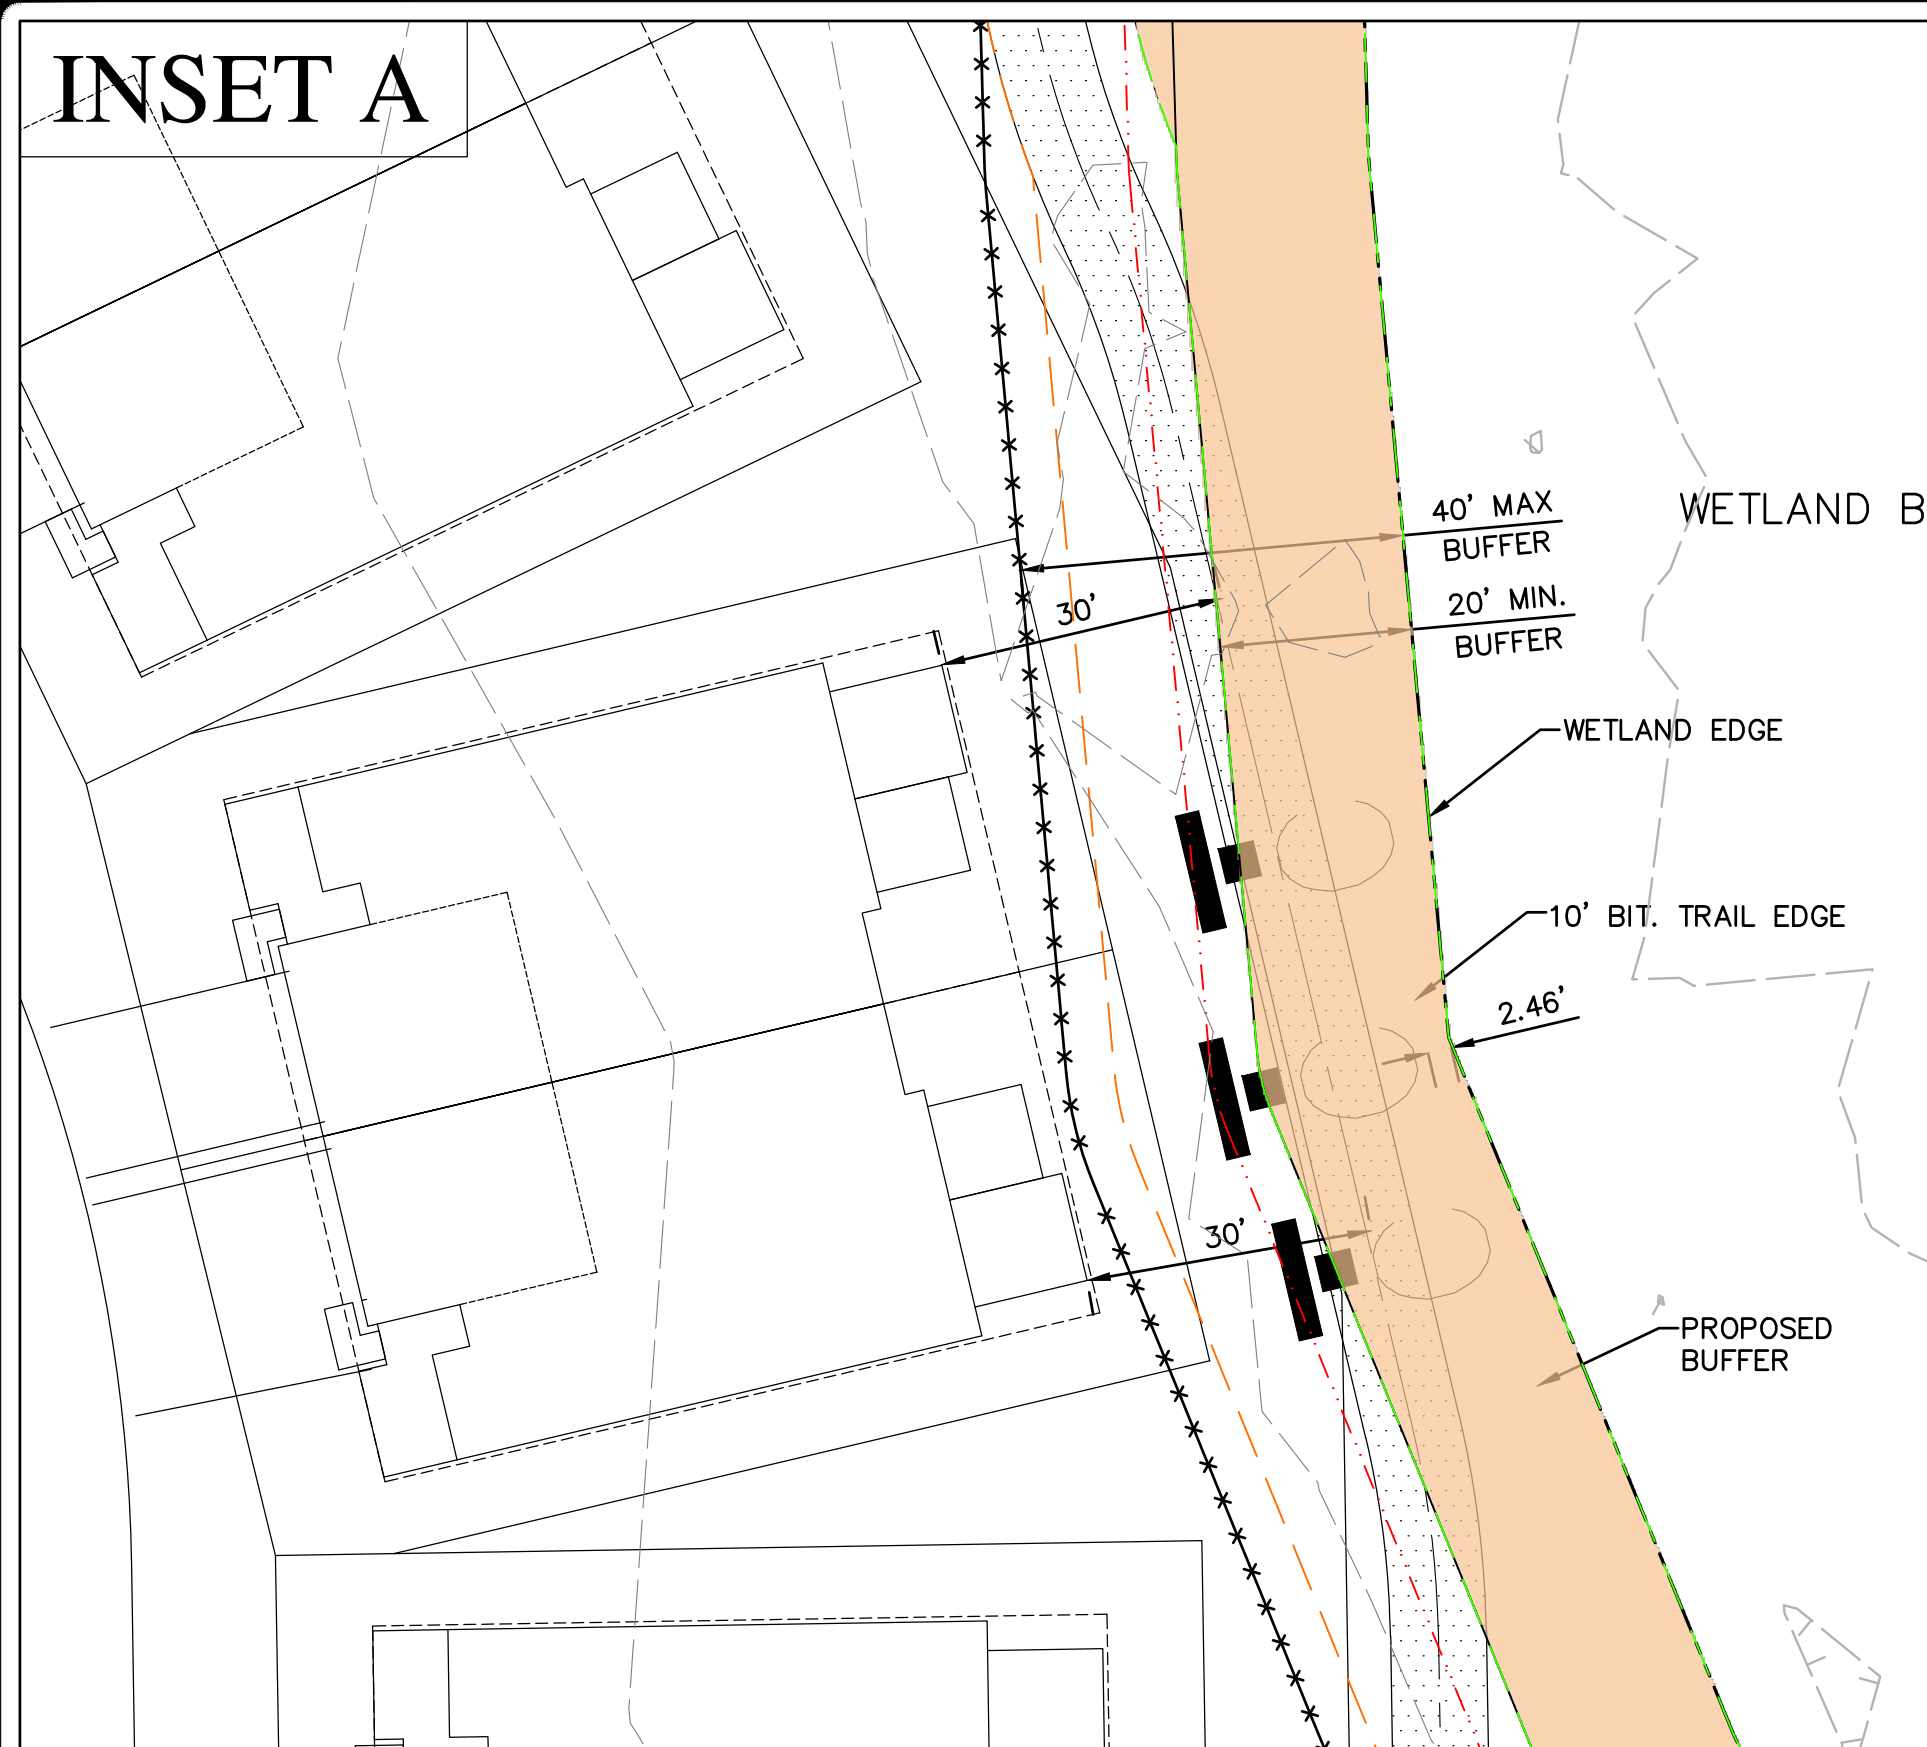 INSET A
40' MAX
BUFFER
WETLAND B
30'
20' MIN.
BUFFER
WETLAND EDGE
10' BIT. TRAIL EDGE
2.46'
30'
PROPOSED
BUFFER